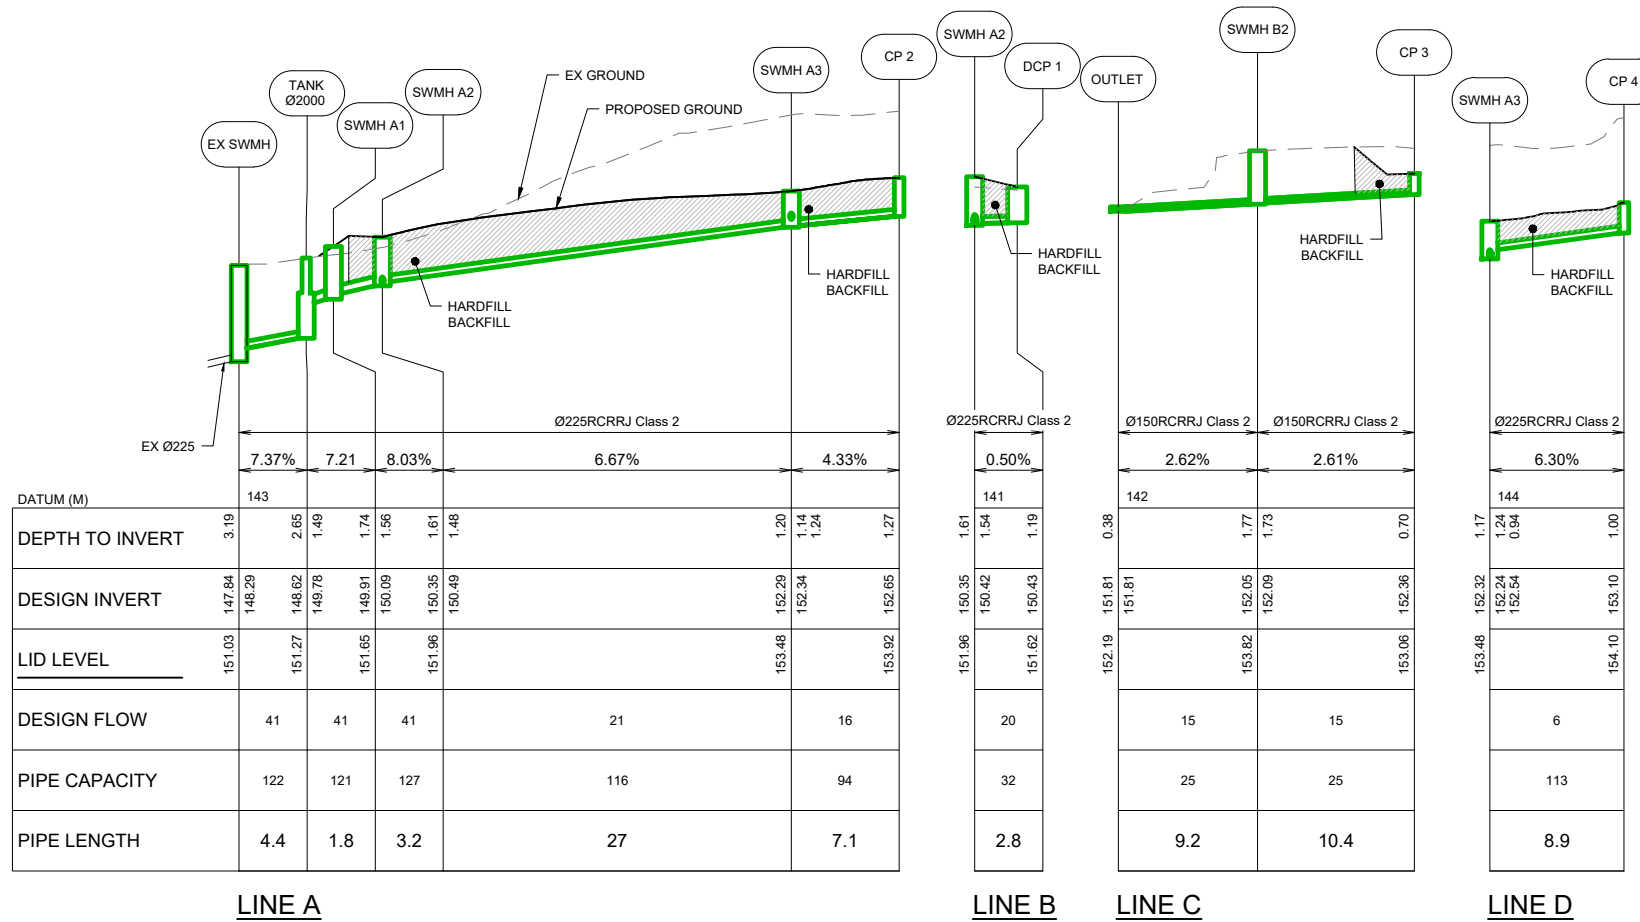 SWMH A2
SWMH B2
CP 2
CP 3
DCP 1
SWMH A3
OUTLET
EX GROUND
TANK
Ø2000
SWMH A2
CP 4
SWMH A3
PROPOSED GROUND
SWMH A1
EX SWMH
HARDFILL
BACKFILL
HARDFILL
BACKFILL
HARDFILL
BACKFILL
HARDFILL
BACKFILL
HARDFILL
BACKFILL
EX Ø225
Ø225RCRRJ Class 2
Ø225RCRRJ Class 2
Ø150RCRRJ Class 2
Ø150RCRRJ Class 2
Ø225RCRRJ Class 2
7.37% 7.21 8.03% 6.67% 4.33% 0.50% 2.62% 2.61% 6.30%
DATUM (M) 143 141 142 144
DEPTH TO INVERT 3.19 2.65 1.49 1.74 1.56 1.61 1.48 1.20 1.14 1.24 1.27 1.61 1.54 1.19 0.38 1.77 1.73 0.70 1.17 1.24 0.94 1.00
DESIGN INVERT 147.84 148.29 148.62 149.78 149.91 150.09 150.35 150.49 152.29 152.34 152.65 150.35 150.42 150.43 151.81 151.81 152.05 152.09 152.36 152.32 152.24 152.54 153.10
LID LEVEL 151.03 151.27 151.65 151.96 153.48 153.92 151.96 151.62 152.19 153.82 153.06 153.48 154.10
DESIGN FLOW 41 41 41 21 16 20 15 15 6
PIPE CAPACITY 122 121 127 116 94 32 25 25 113
PIPE LENGTH 4.4 1.8 3.2 27 7.1 2.8 9.2 10.4 8.9
LINE A
LINE B
LINE C
LINE D